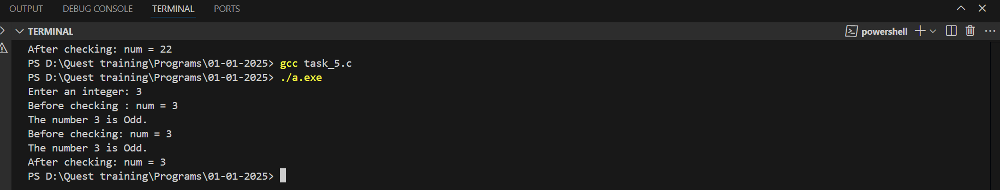 OUTPUT DEBUG CONSOLE TERMINAL PORTS
TERMINAL powershell
After checking: num = 22
PS D:\Quest training\Programs\01-01-2025> gcc task_5.c
PS D:\Quest training\Programs\01-01-2025> ./a.exe
Enter an integer: 3
Before checking : num = 3
The number 3 is Odd.
Before checking: num = 3
The number 3 is Odd.
After checking: num = 3
PS D:\Quest training\Programs\01-01-2025>